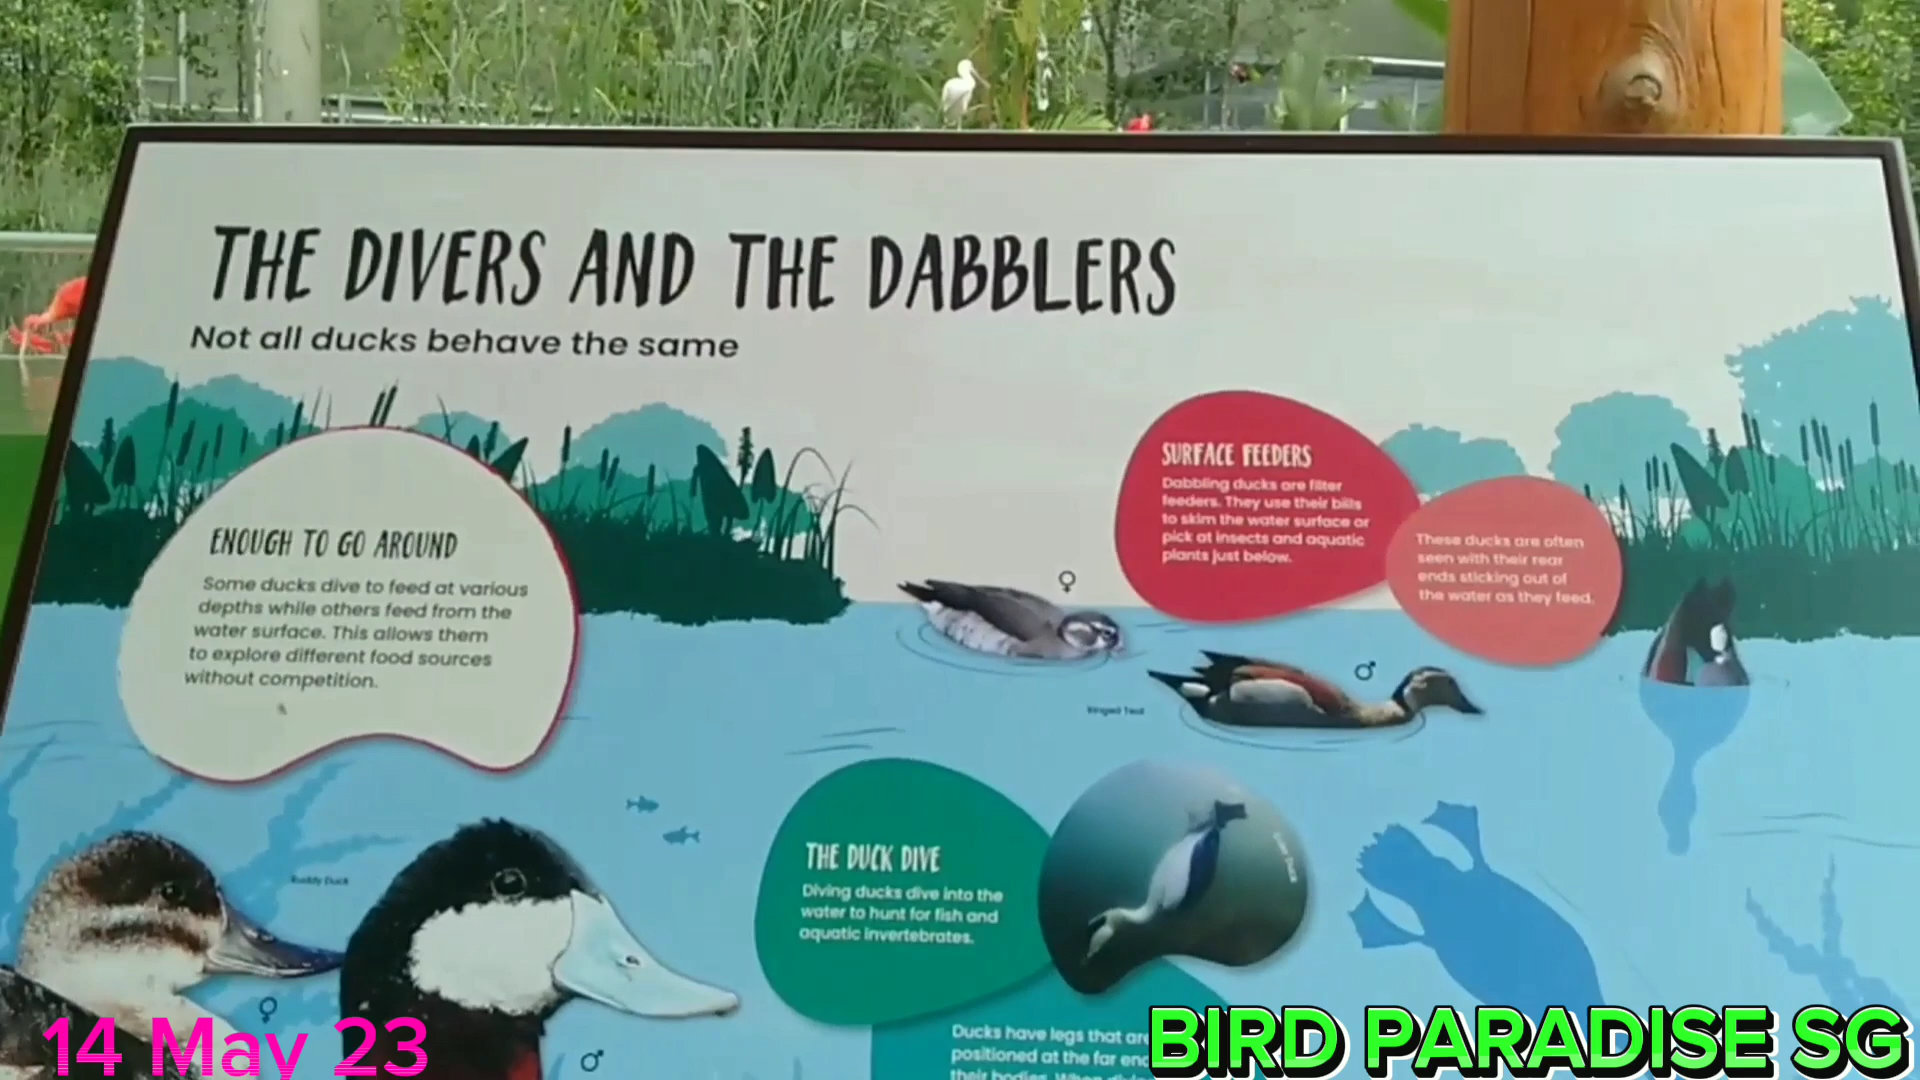 THE DIVERS AND THE DABBLERS
Not all ducks behave the same
SURFACE FEEDERS
Dabbling ducks are filter
feeders. They use their bills
to skim the water surface or
pick at insects and aquatic
plants just below.
These ducks are often
seen with their rear
ends sticking out of
the water as they feed.
ENOUGH TO GO AROUND
Some ducks dive to feed at various
depths while others feed from the
water surface. This allows them
to explore different food sources
without competition.
Ringed Teal
Ruddy Duck
THE DUCK DIVE
Diving ducks dive into the
water to hunt for fish and
aquatic invertebrates.
Ducks have legs that are
positioned at the far end
their bodies. When
14 May 23
BIRD PARADISE SG